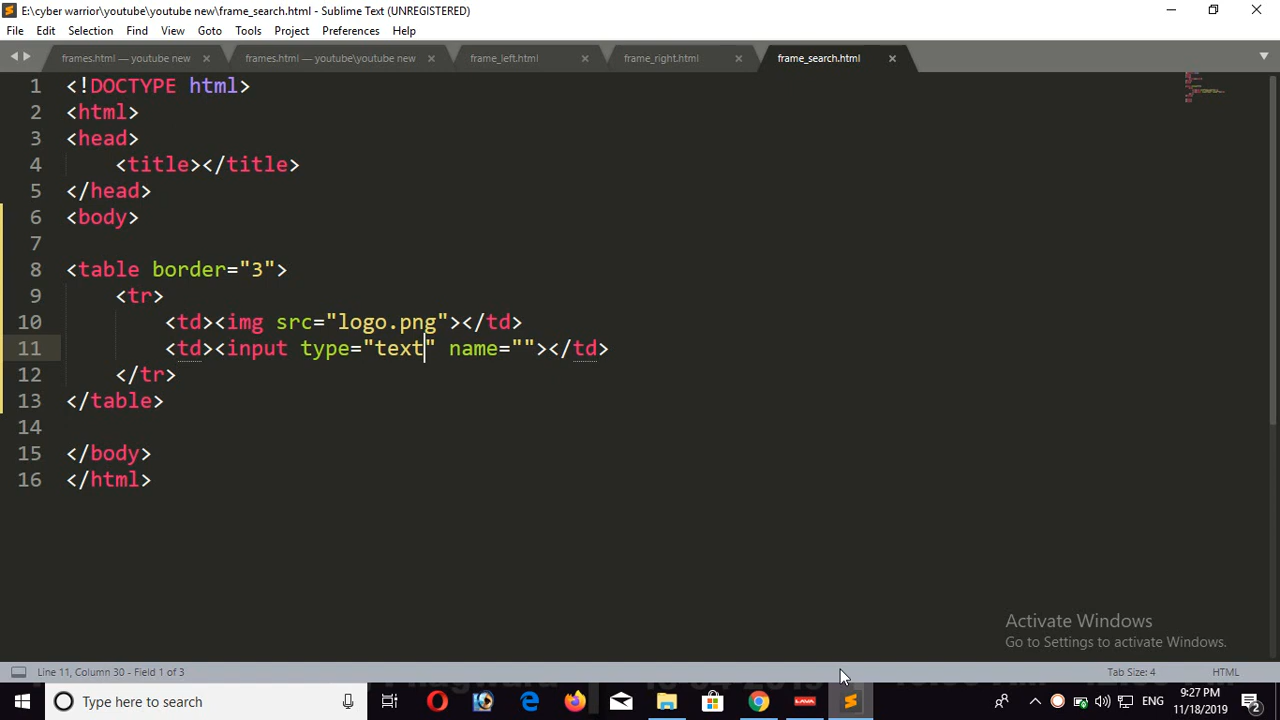 E:\cyber warrior\youtube\youtube new\frame_search.html - Sublime Text (UNREGISTERED)
File Edit Selection Find View Goto Tools Project Preferences Help
frames.html — youtube new × frames.html — youtube\youtube new × frame_left.html × frame_right.html × frame_search.html ×
1 <!DOCTYPE html>
2 <html>
3 <head>
4 <title></title>
5 </head>
6 <body>
7
8 <table border="3">
9 <tr>
10 <td><img src="logo.png"></td>
11 <td><input type="text" name=""></td>
12 </tr>
13 </table>
14
15 </body>
16 </html>
Activate Windows
Go to Settings to activate Windows.
Line 11, Column 30 - Field 1 of 3 Tab Size: 4 HTML
Type here to search LAVA ENG 9:27 PM
11/18/2019 2